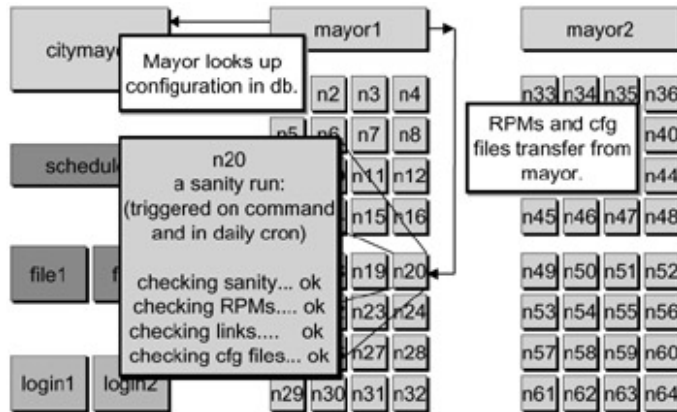 citymayo
mayor1
mayor2
Mayor looks up
configuration in db.
n2 n3 n4
n33 n34 n35 n36
RPMs and cfg
files transfer from
mayor.
n5 n6 n7 n8
n40
schedule
n20
a sanity run:
(triggered on command
and in daily cron)
n11 n12
n44
n15 n16
n45 n46 n47 n48
file1
checking sanity... ok
checking RPMs.... ok
checking links.... ok
checking cfg files... ok
n19 n20
n49 n50 n51 n52
n23 n24
n53 n54 n55 n56
n27 n28
n57 n58 n59 n60
login1 login2
n29 n30 n31 n32
n61 n62 n63 n64